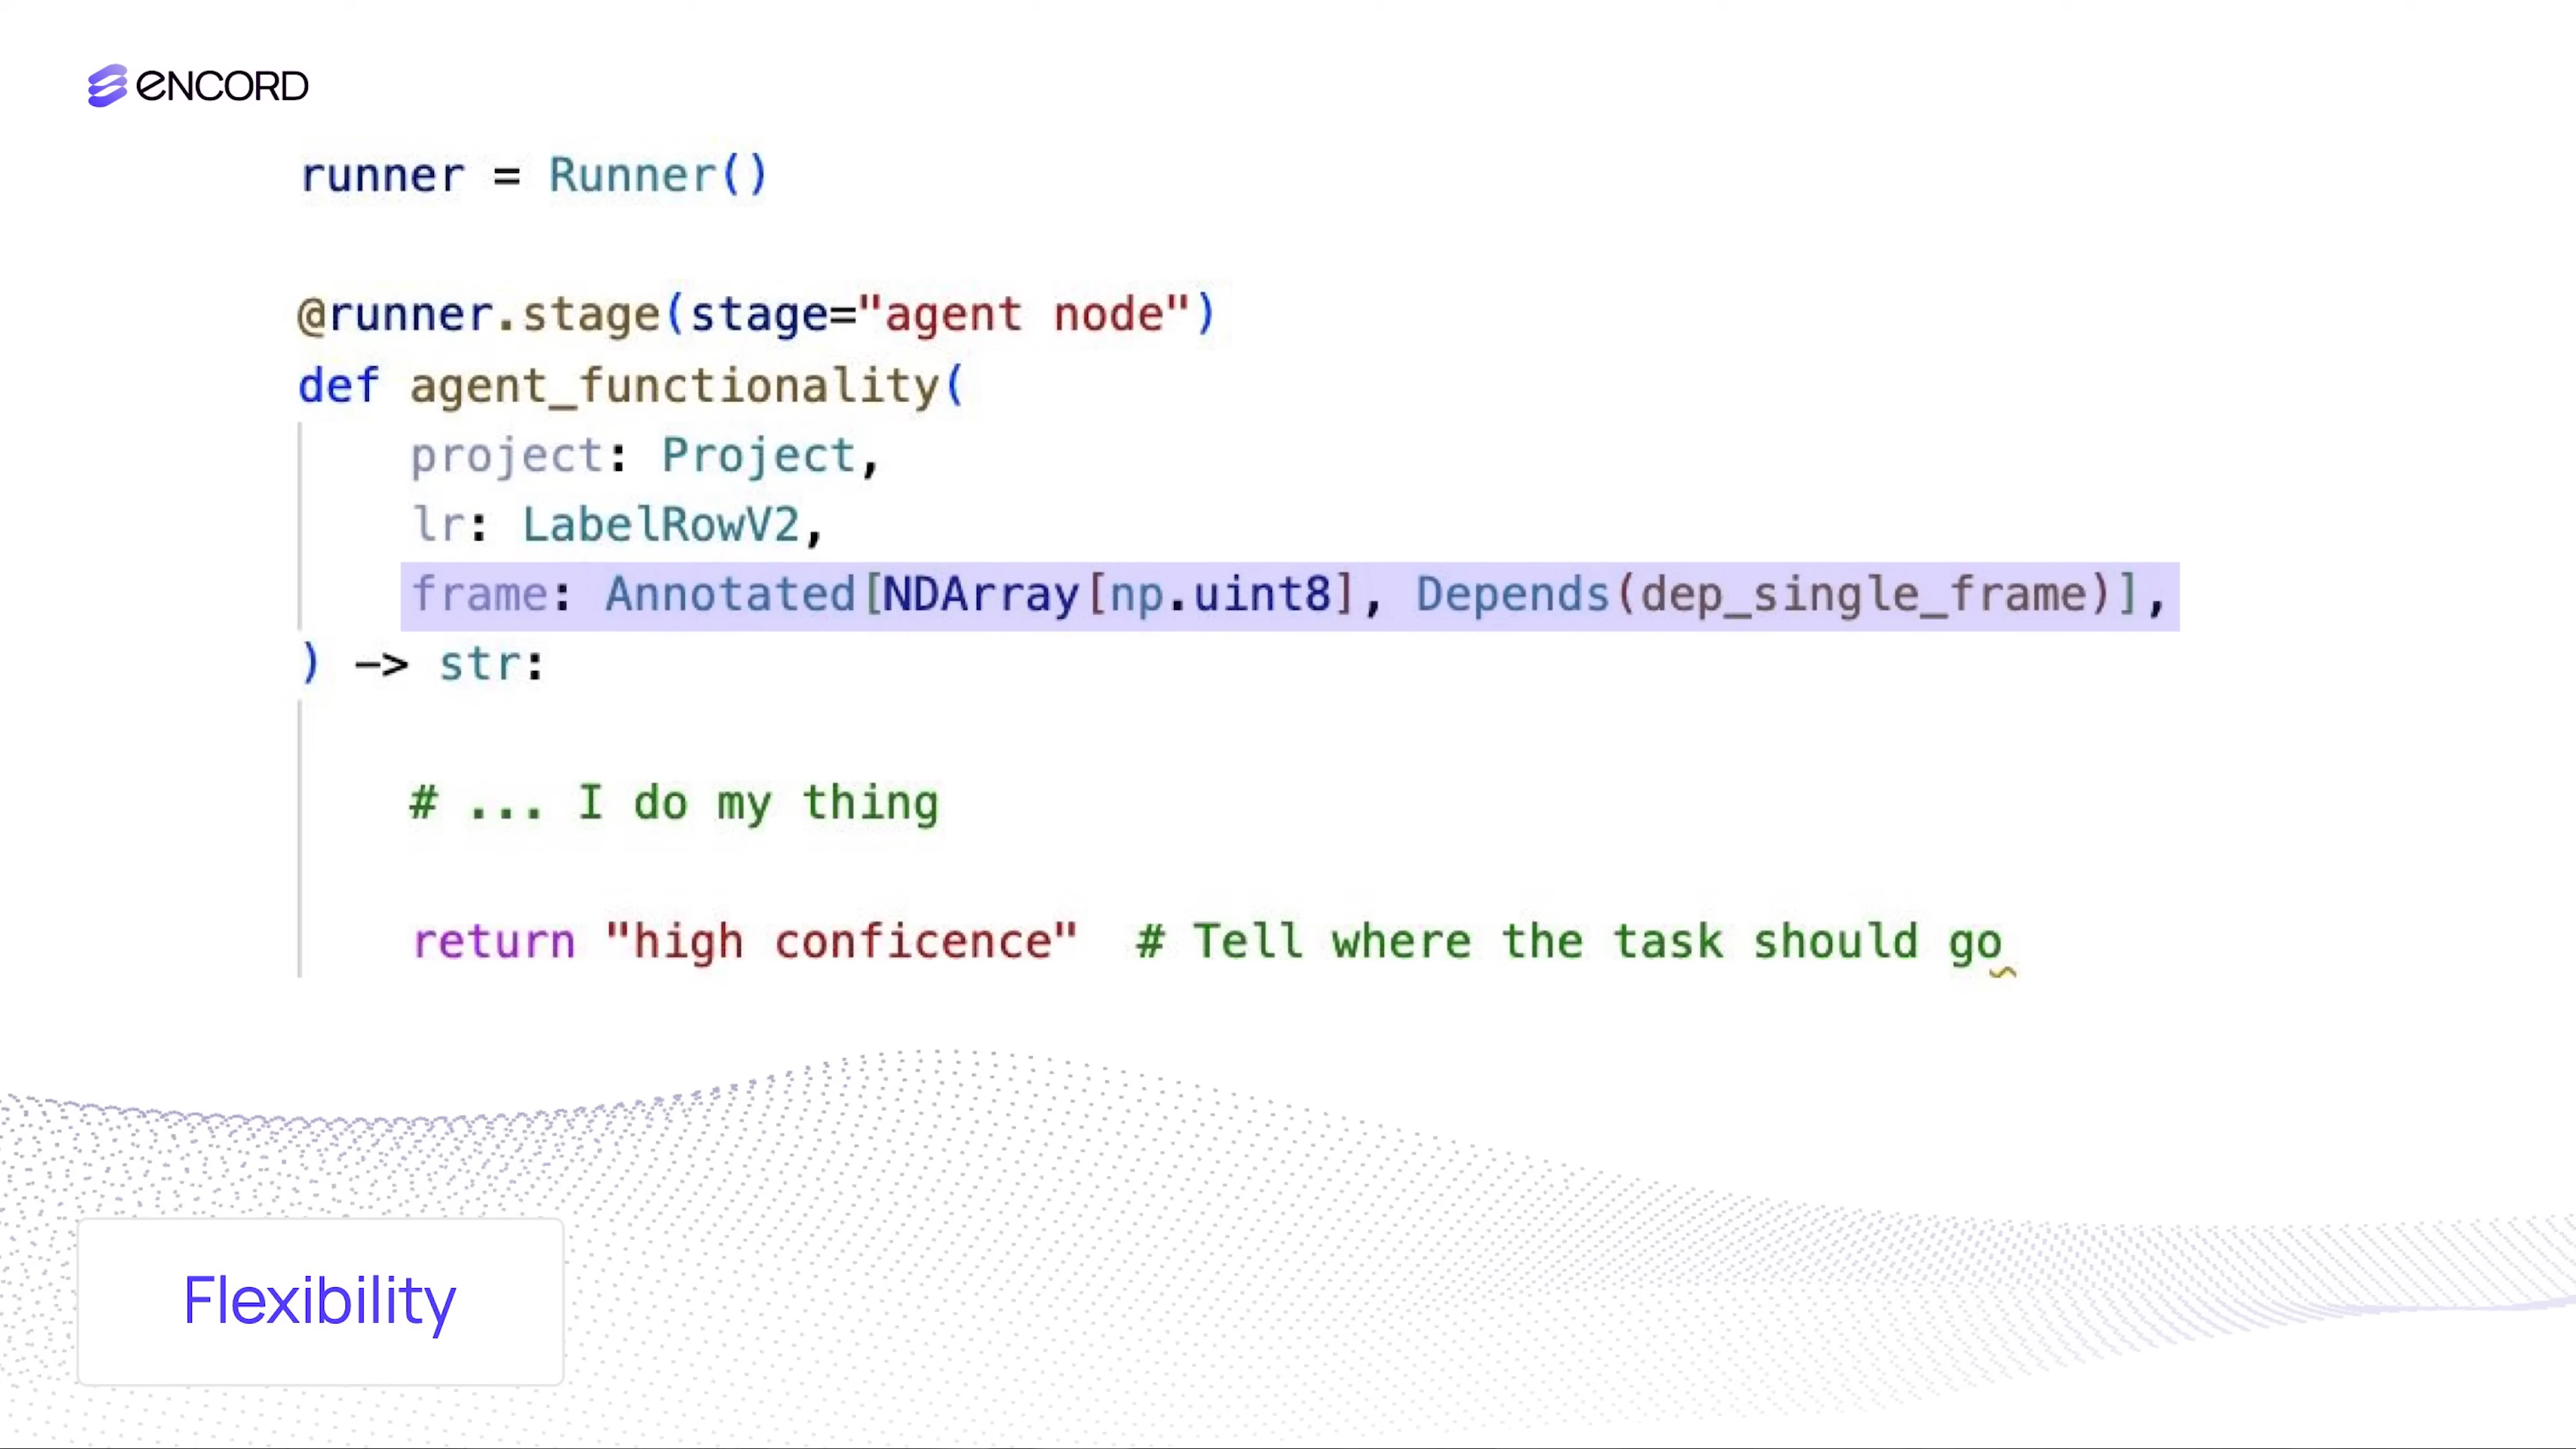 ENCORD
runner = Runner()
@runner.stage(stage="agent node")
def agent_functionality(
project: Project,
lr: LabelRowV2,
frame: Annotated[NDArray[np.uint8], Depends(dep_single_frame)],
) -> str:
# ... I do my thing
return "high conficence" # Tell where the task should go
Flexibility